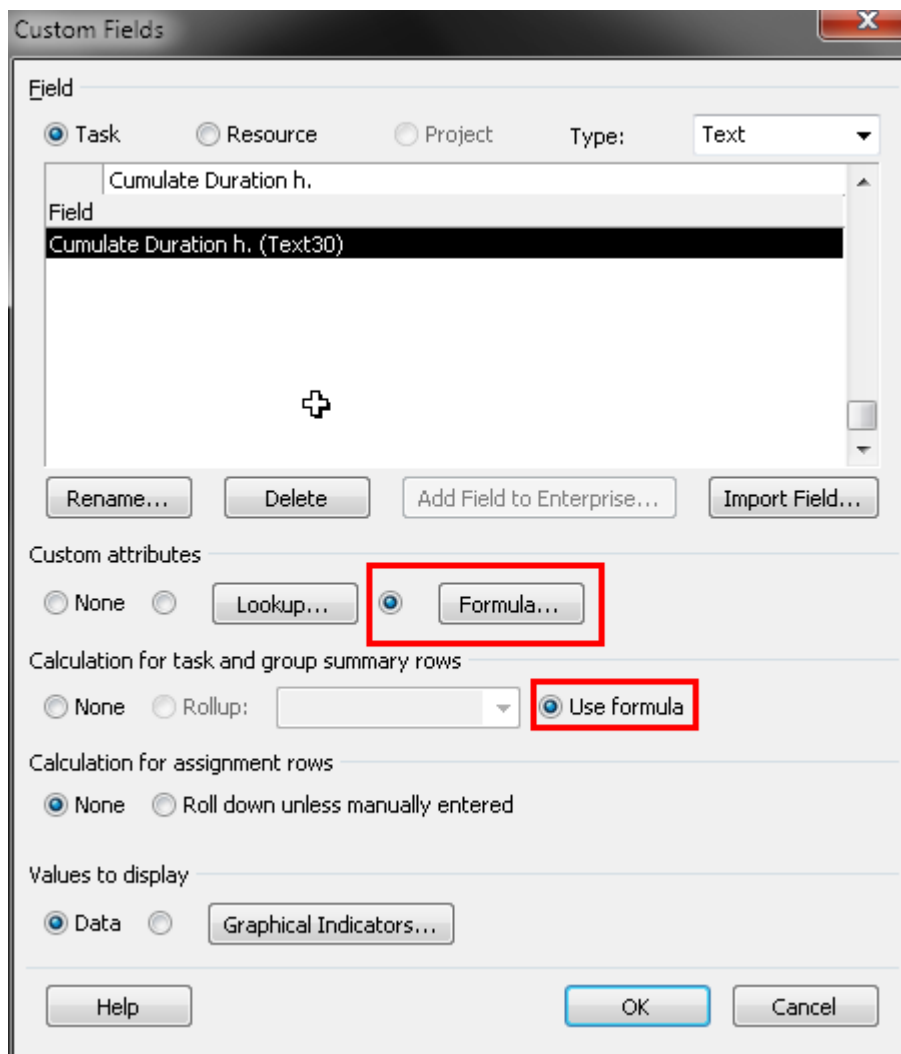 Custom Fields
Field
Task Resource Project Type: Text
Cumulate Duration h.
Field
Cumulate Duration h. (Text30)
Rename... Delete Add Field to Enterprise... Import Field...
Custom attributes
None Lookup... Formula...
Calculation for task and group summary rows
None Rollup: Use formula
Calculation for assignment rows
None Roll down unless manually entered
Values to display
Data Graphical Indicators...
Help OK Cancel